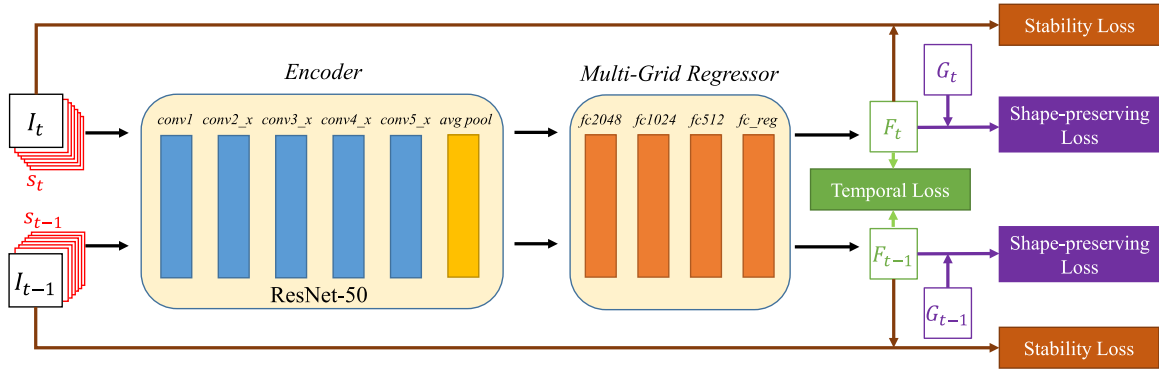 Stability Loss
Encoder
Multi-Grid Regressor
G_t
I_t
conv1 conv2_x conv3_x conv4_x conv5_x avg pool
fc2048 fc1024 fc512 fc_reg
F_t
Shape-preserving
Loss
s_t
Temporal Loss
s_{t-1}
I_{t-1}
F_{t-1}
Shape-preserving
Loss
ResNet-50
G_{t-1}
Stability Loss